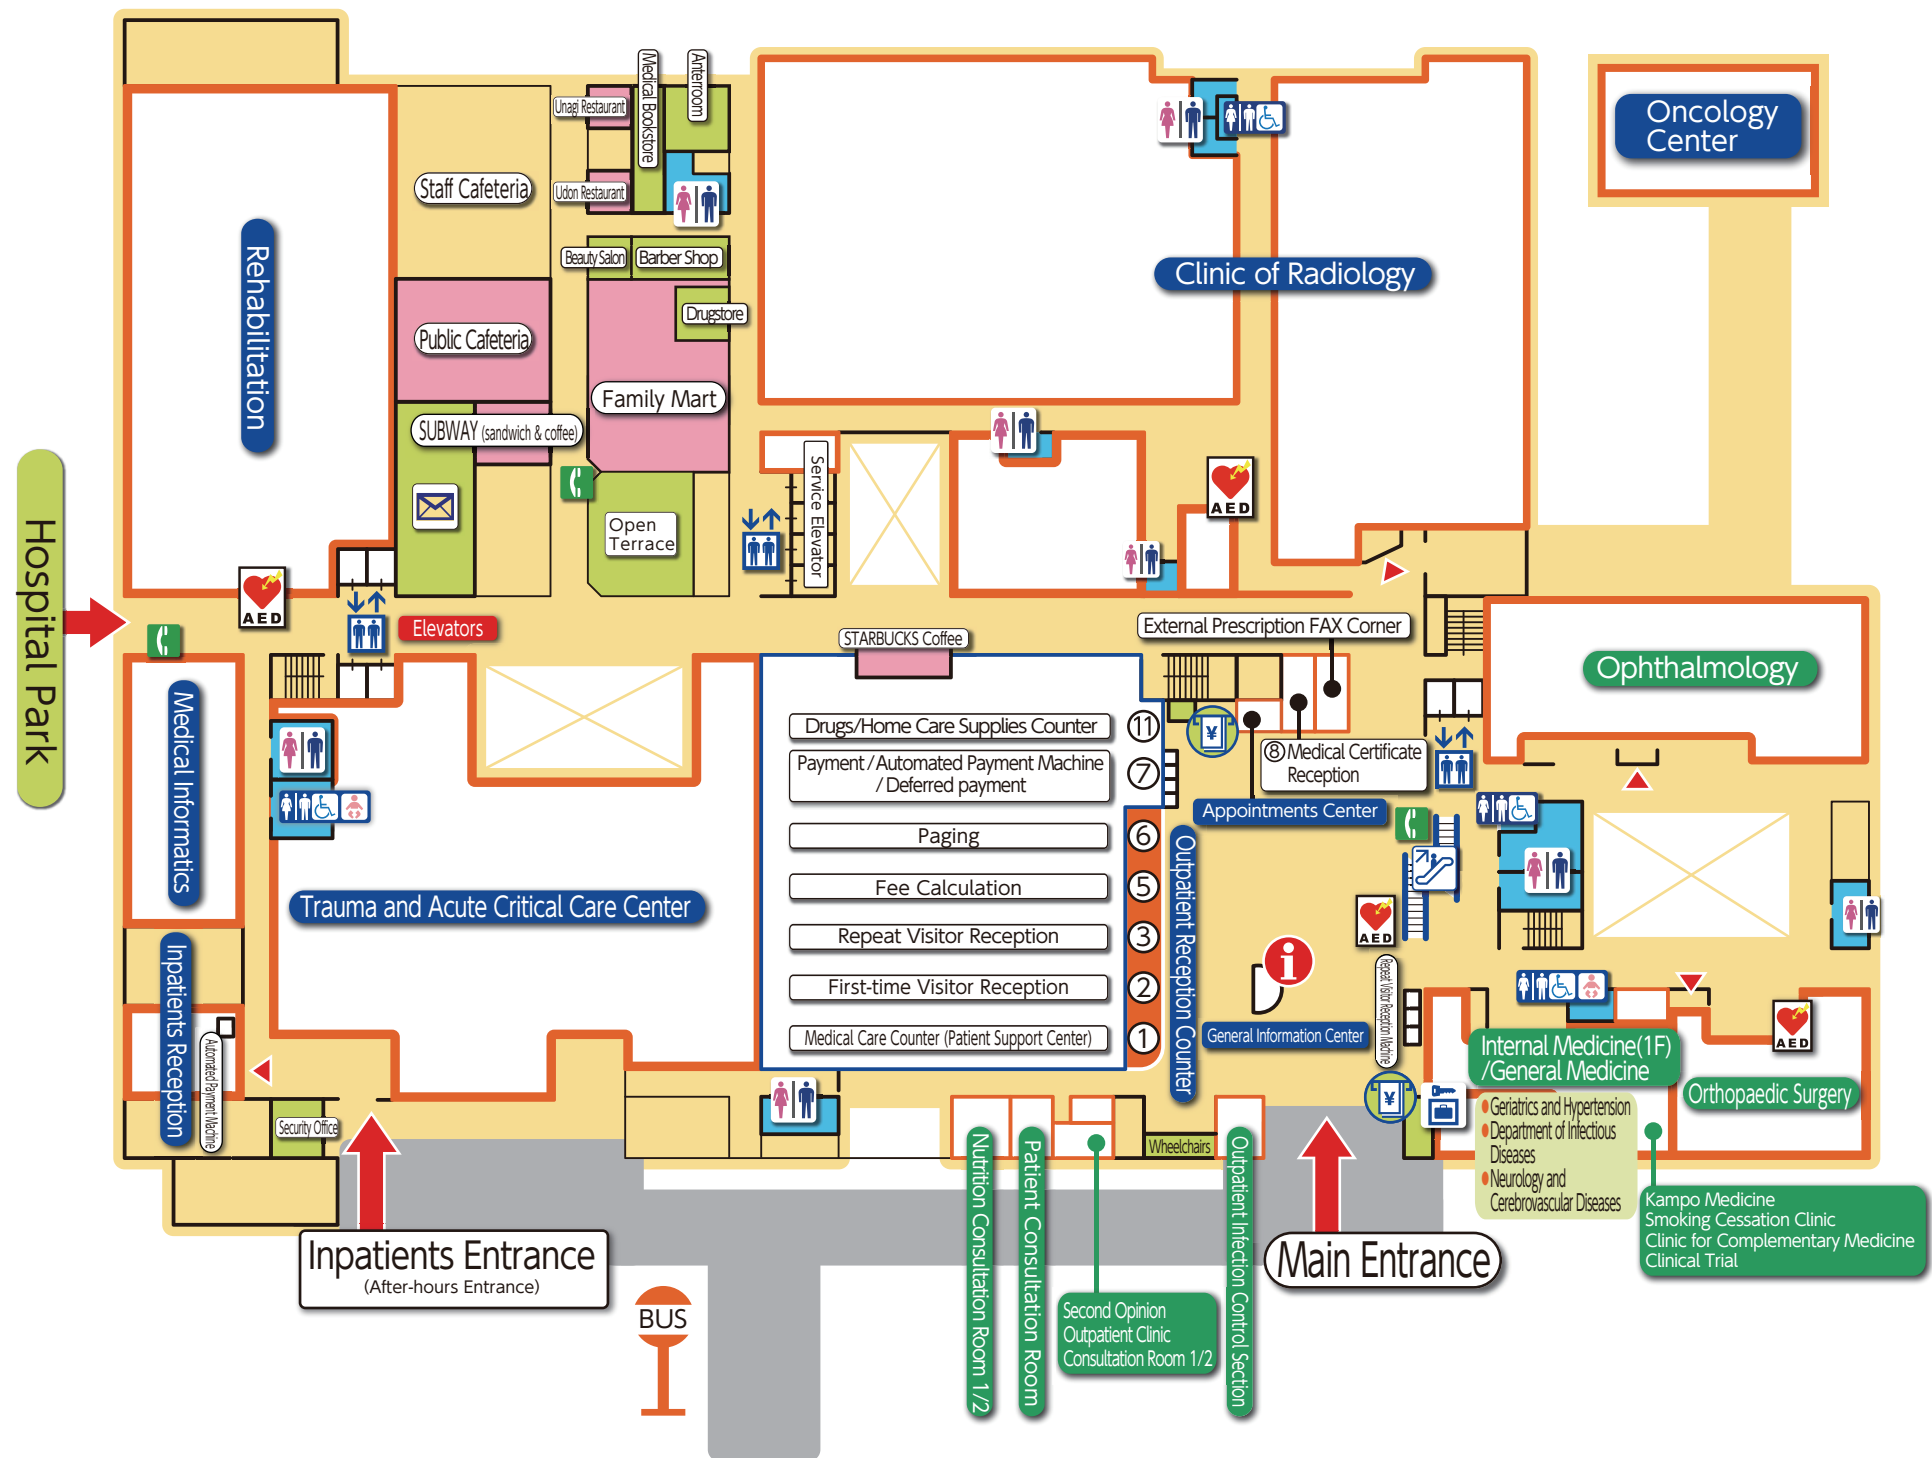 Unagi Restaurant
Medical Bookstore
Anterroom
Staff Cafeteria
Udon Restaurant
Beauty Salon
Barber Shop
Drugstore
Public Cafeteria
Family Mart
SUBWAY (sandwich & coffee)
Open
Terrace
Service Elevator
Rehabilitation
Clinic of Radiology
Oncology
Center
Hospital Park
AED
AED
Elevators
STARBUCKS Coffee
External Prescription FAX Corner
Ophthalmology
Medical Informatics
Drugs/Home Care Supplies Counter
⑪
Payment/Automated Payment Machine
/Deferred payment
⑦
Paging
⑥
Fee Calculation
⑤
Repeat Visitor Reception
③
First-time Visitor Reception
②
Medical Care Counter (Patient Support Center)
①
¥
⑧Medical Certificate
Reception
Appointments Center
Outpatient Reception Counter
Trauma and Acute Critical Care Center
AED
i
General Information Center
Repeat Visitor Reception Machine
¥
Inpatients Reception
Automated Payment Machine
Security Office
AED
Internal Medicine(1F)
/General Medicine
Orthopaedic Surgery
Geriatrics and Hypertension
Department of Infectious
Diseases
Neurology and
Cerebrovascular Diseases
Kampo Medicine
Smoking Cessation Clinic
Clinic for Complementary Medicine
Clinical Trial
Wheelchairs
Nutrition Consultation Room 1/2
Patient Consultation Room
Second Opinion
Outpatient Clinic
Consultation Room 1/2
Outpatient Infection Control Section
Main Entrance
Inpatients Entrance
(After-hours Entrance)
BUS